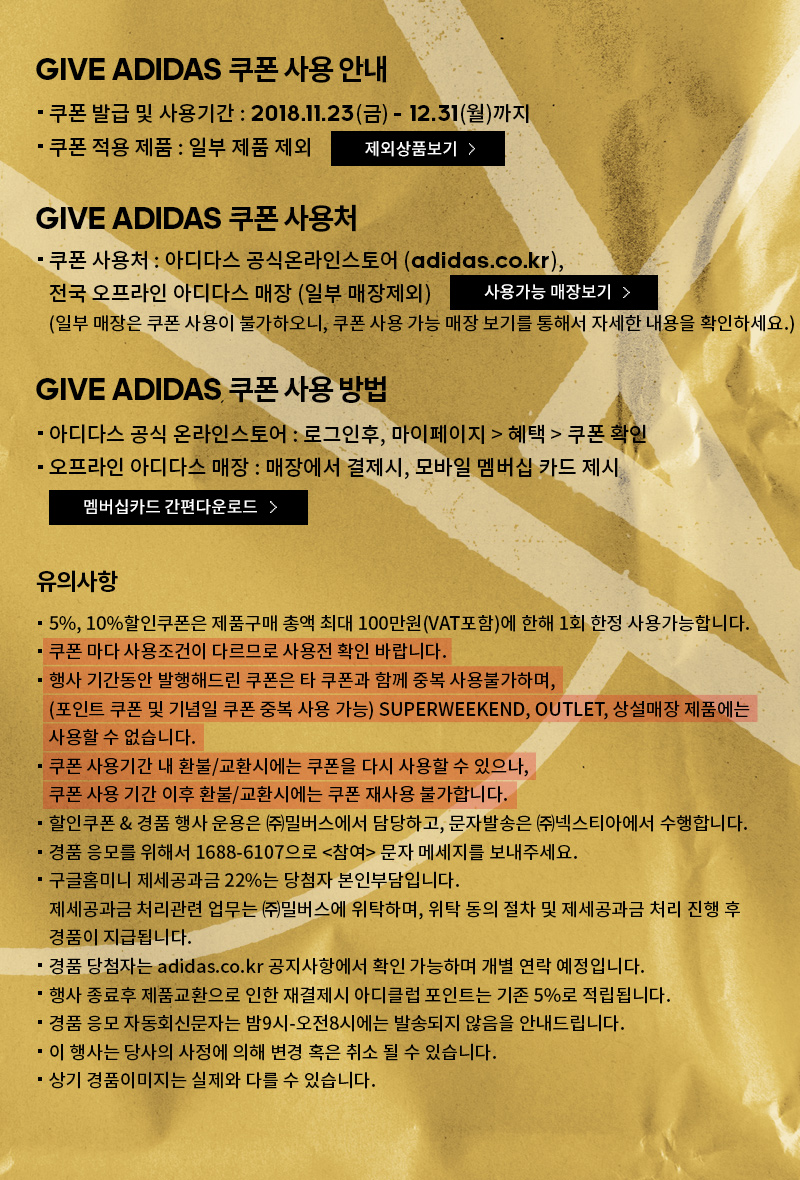 GIVE ADIDAS 쿠폰 사용 안내
쿠폰 발급 및 사용기간 : 2018.11.23(금) - 12.31(월)까지
쿠폰 적용 제품 : 일부 제품 제외 제외상품보기 >
GIVE ADIDAS 쿠폰 사용처
쿠폰 사용처 : 아디다스 공식온라인스토어 (adidas.co.kr),
전국 오프라인 아디다스 매장 (일부 매장제외) 사용가능 매장보기 >
(일부 매장은 쿠폰 사용이 불가하오니, 쿠폰 사용 가능 매장 보기를 통해서 자세한 내용을 확인하세요.)
GIVE ADIDAS 쿠폰 사용 방법
아디다스 공식 온라인스토어 : 로그인후, 마이페이지 > 혜택 > 쿠폰 확인
오프라인 아디다스 매장 : 매장에서 결제시, 모바일 멤버십 카드 제시
멤버십카드 간편다운로드 >
유의사항
5%, 10%할인쿠폰은 제품구매 총액 최대 100만원(VAT포함)에 한해 1회 한정 사용가능합니다.
쿠폰 마다 사용조건이 다르므로 사용전 확인 바랍니다.
행사 기간동안 발행해드린 쿠폰은 타 쿠폰과 함께 중복 사용불가하며,
(포인트 쿠폰 및 기념일 쿠폰 중복 사용 가능) SUPERWEEKEND, OUTLET, 상설매장 제품에는
사용할 수 없습니다.
쿠폰 사용기간 내 환불/교환시에는 쿠폰을 다시 사용할 수 있으나,
쿠폰 사용 기간 이후 환불/교환시에는 쿠폰 재사용 불가합니다.
할인쿠폰 & 경품 행사 운용은 ㈜밀버스에서 담당하고, 문자발송은 ㈜넥스티아에서 수행합니다.
경품 응모를 위해서 1688-6107으로 <참여> 문자 메세지를 보내주세요.
구글홈미니 제세공과금 22%는 당첨자 본인부담입니다.
제세공과금 처리관련 업무는 ㈜밀버스에 위탁하며, 위탁 동의 절차 및 제세공과금 처리 진행 후
경품이 지급됩니다.
경품 당첨자는 adidas.co.kr 공지사항에서 확인 가능하며 개별 연락 예정입니다.
행사 종료후 제품교환으로 인한 재결제시 아디클럽 포인트는 기존 5%로 적립됩니다.
경품 응모 자동회신문자는 밤9시-오전8시에는 발송되지 않음을 안내드립니다.
이 행사는 당사의 사정에 의해 변경 혹은 취소 될 수 있습니다.
상기 경품이미지는 실제와 다를 수 있습니다.